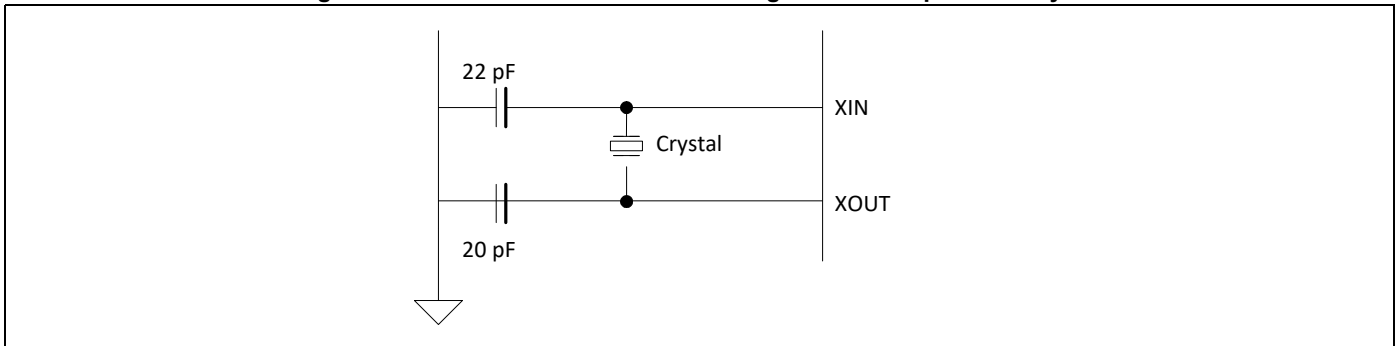 22 pF
XIN
Crystal
XOUT
20 pF